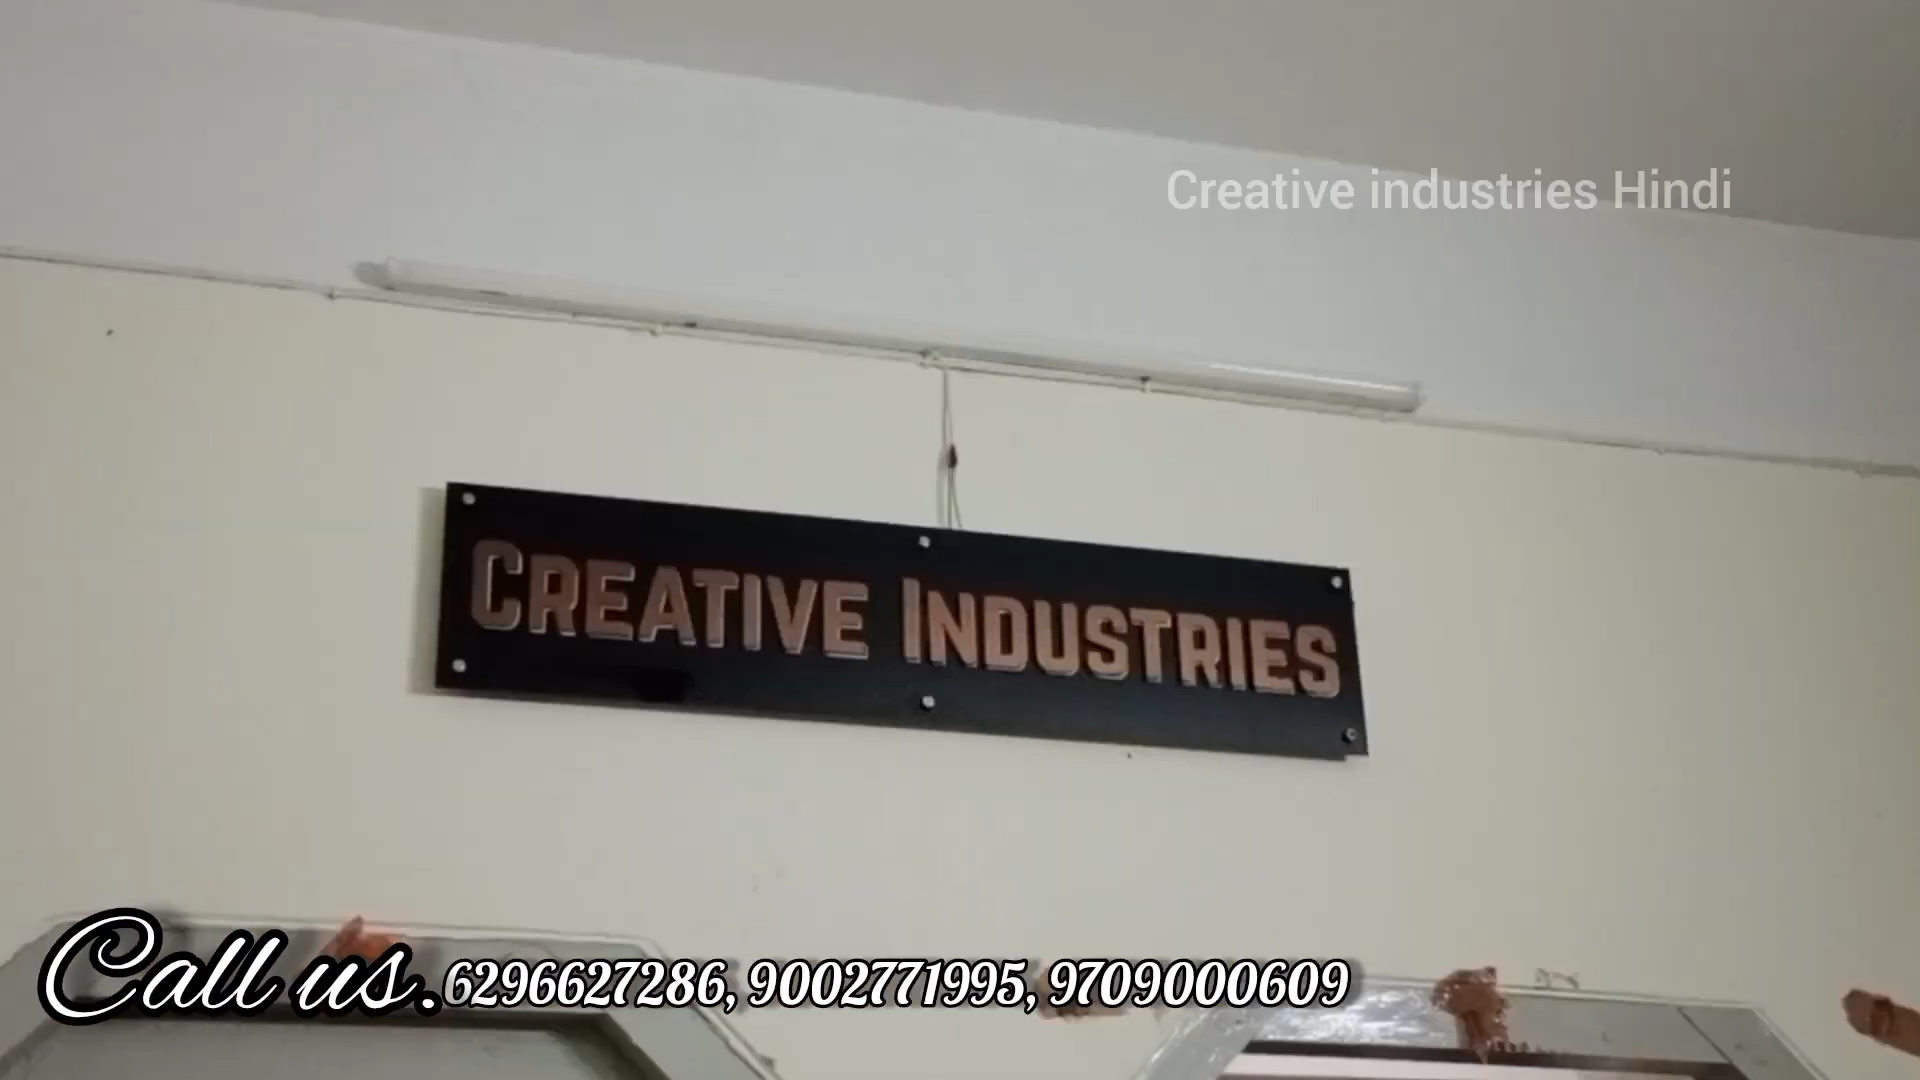 Creative industries Hindi
CREATIVE INDUSTRIES
Call us. 6296627286, 9002771995, 9709000609